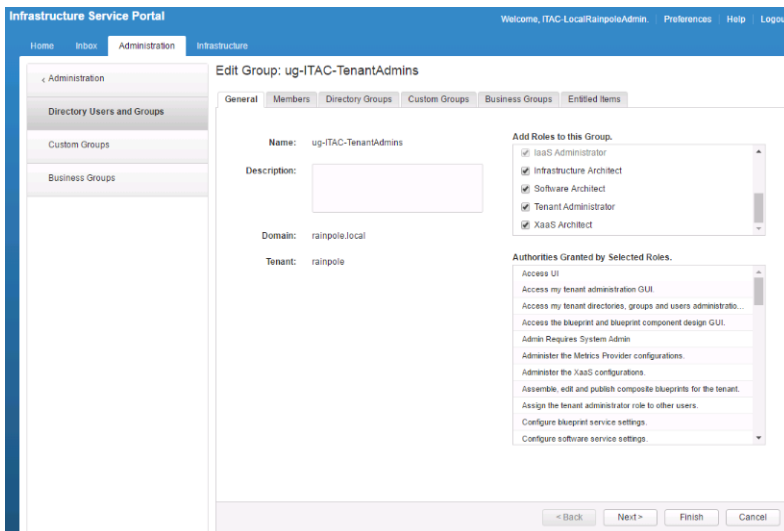 Infrastructure Service Portal
Welcome, ITAC-LocalRainpoleAdmin. Preferences Help Logou
Home Inbox Administration Infrastructure
< Administration
Directory Users and Groups
Custom Groups
Business Groups
Edit Group: ug-ITAC-TenantAdmins
General Members Directory Groups Custom Groups Business Groups Entitled Items
Name: ug-ITAC-TenantAdmins
Description:
Domain: rainpole.local
Tenant: rainpole
Add Roles to this Group.
IaaS Administrator
Infrastructure Architect
Software Architect
Tenant Administrator
XaaS Architect
Authorities Granted by Selected Roles.
Access UI
Access my tenant administration GUI.
Access my tenant directories, groups and users administratio...
Access the blueprint and blueprint component design GUI.
Admin Requires System Admin
Administer the Metrics Provider configurations.
Administer the XaaS configurations.
Assemble, edit and publish composite blueprints for the tenant.
Assign the tenant administrator role to other users.
Configure blueprint service settings.
Configure software service settings.
< Back Next > Finish Cancel